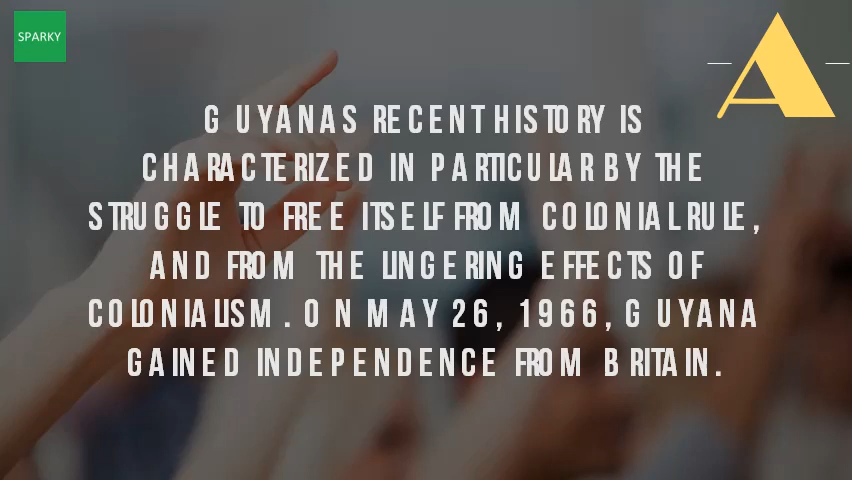 SPARKY
A
GUYANAS RECENT HISTORY IS
CHARACTERIZED IN PARTICULAR BY THE
STRUGGLE TO FREE ITSELF FROM COLONIAL RULE,
AND FROM THE LINGERING EFFECTS OF
COLONIALISM. ON MAY 26, 1966, GUYANA
GAINED INDEPENDENCE FROM BRITAIN.